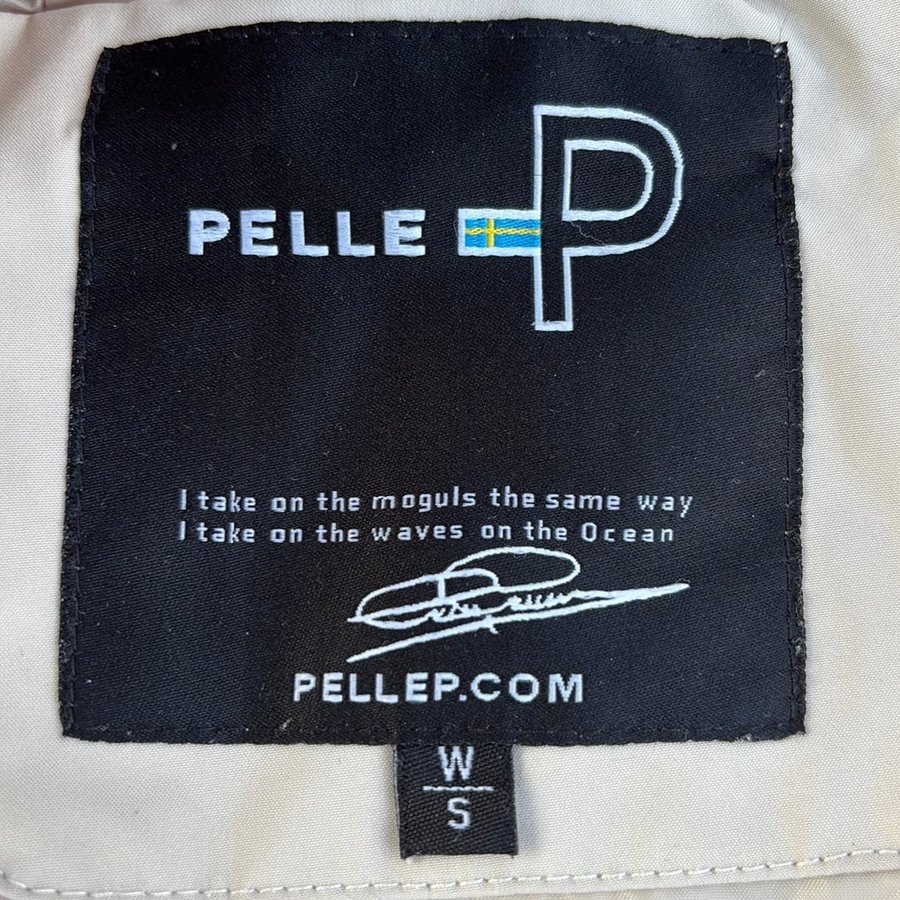 PELLE P
I take on the moguls the same way
I take on the waves on the Ocean
PELLEP.COM
W
S